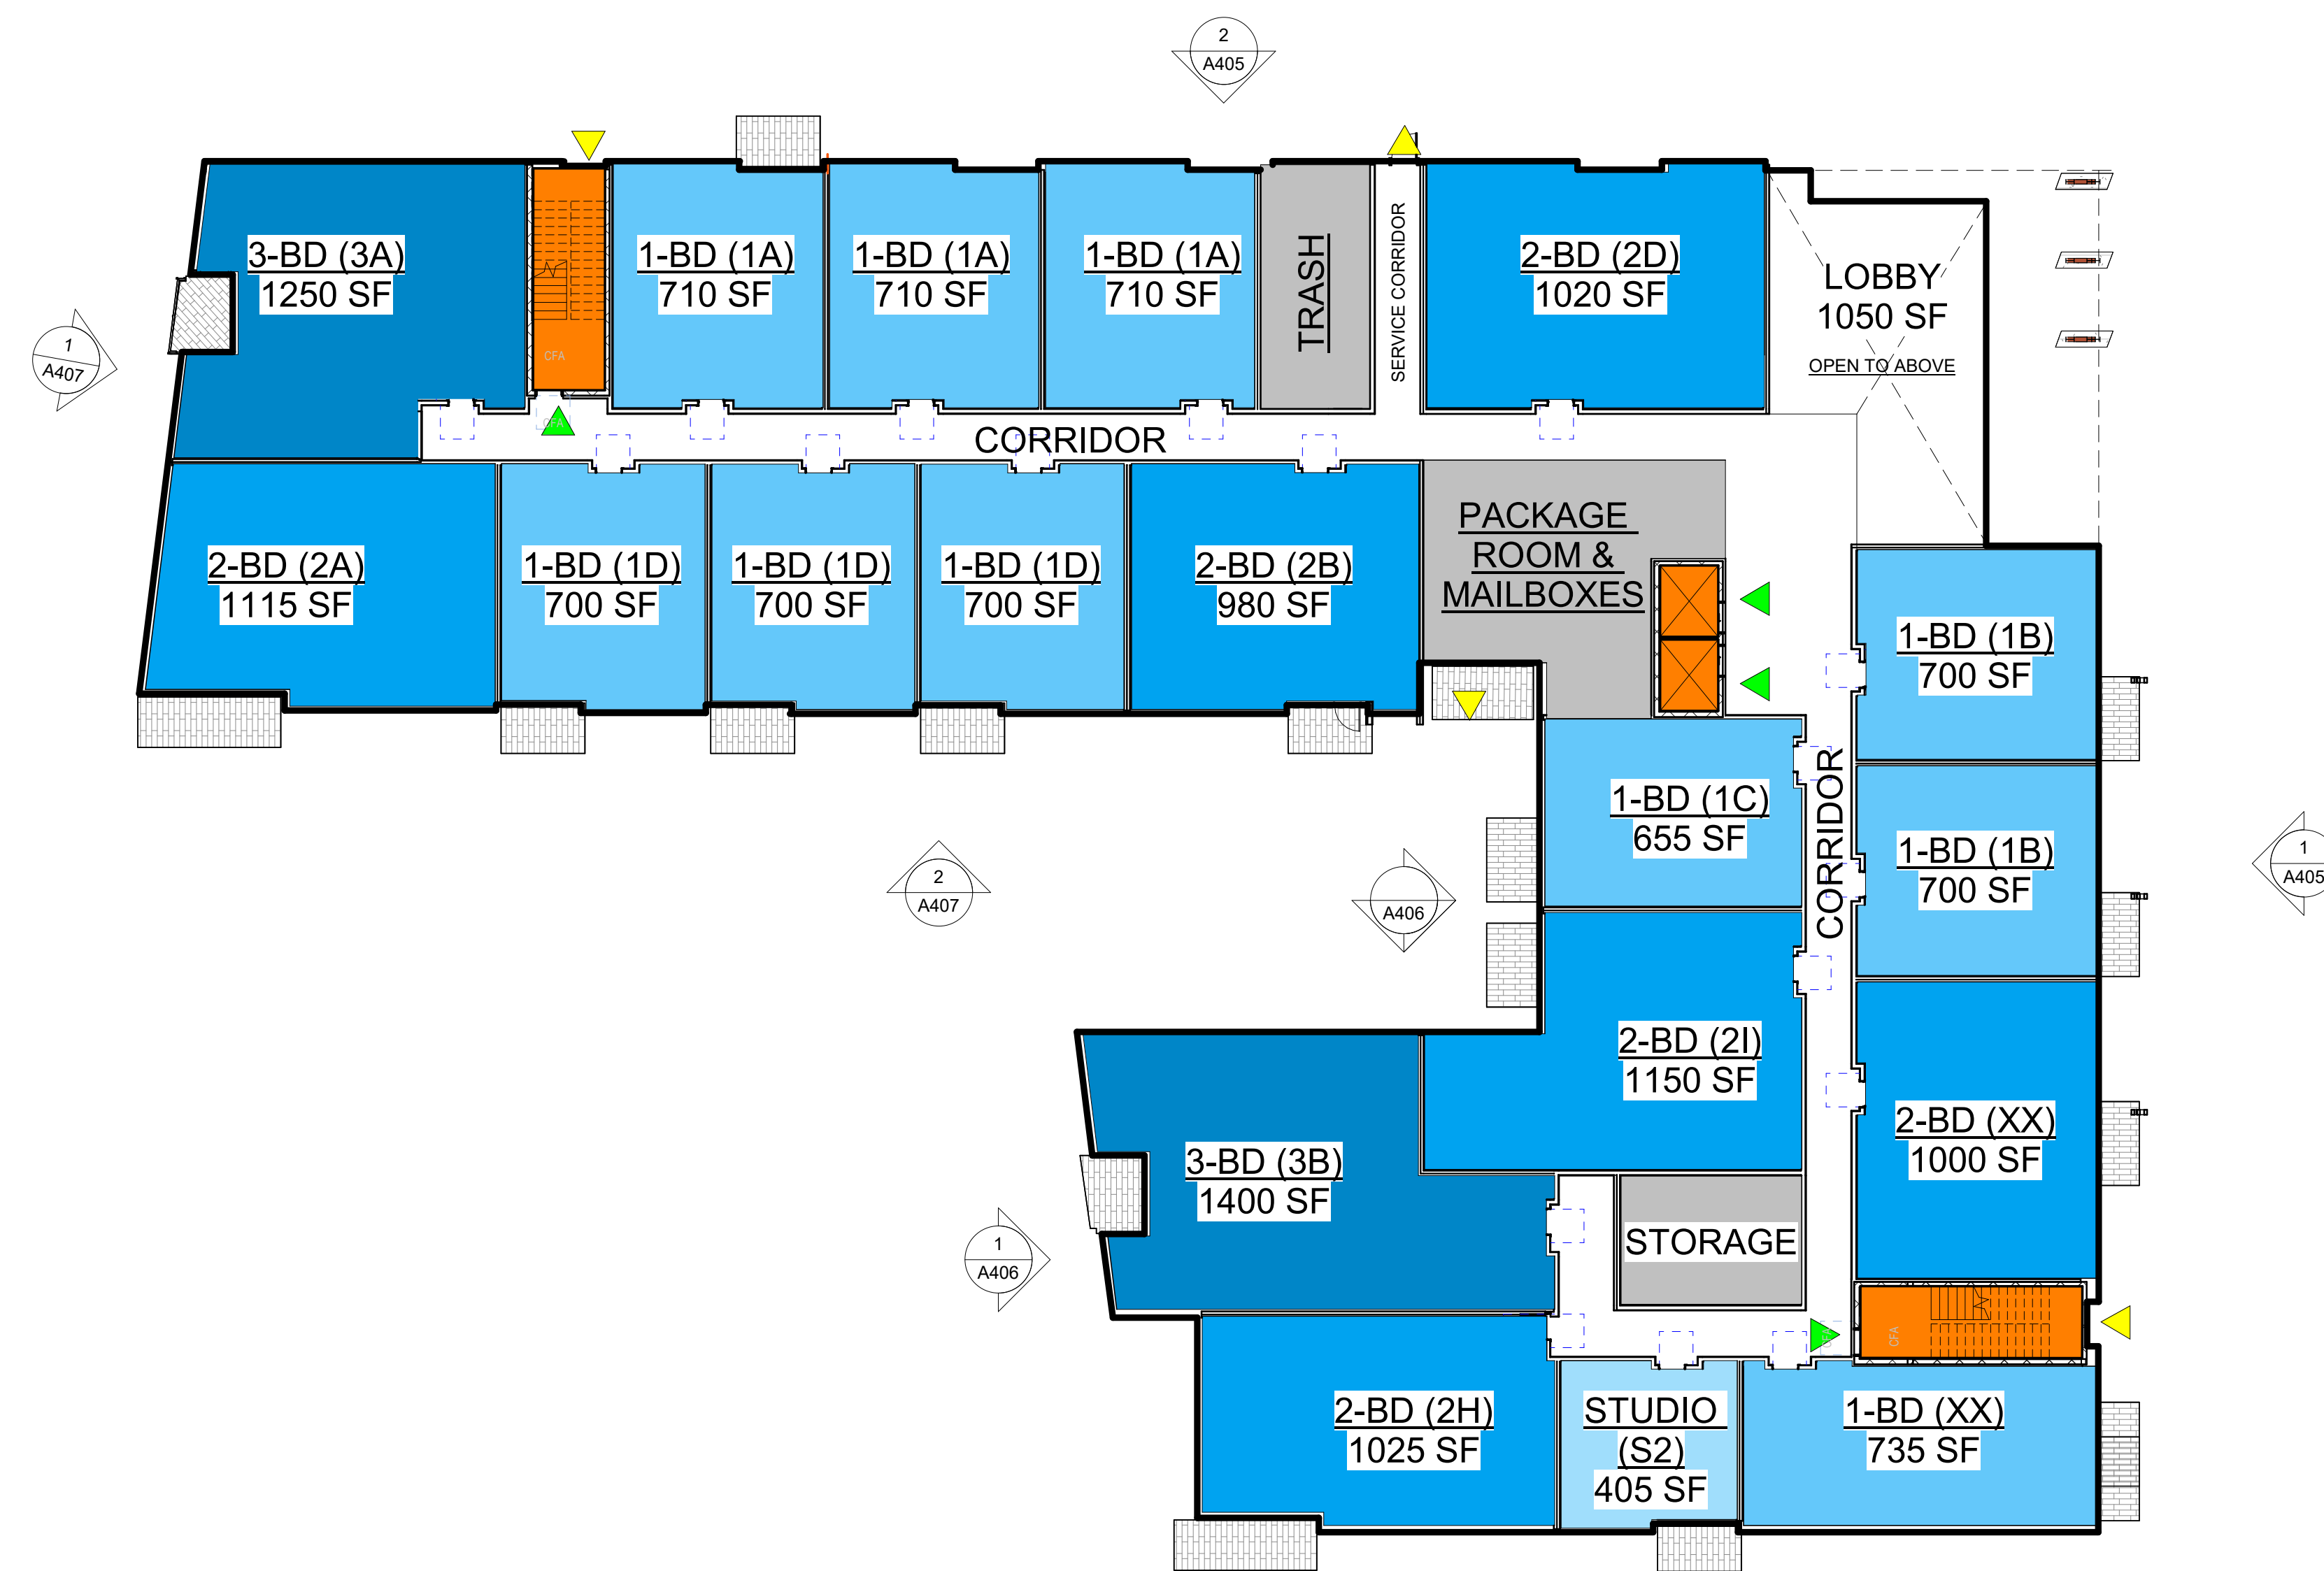 2
A405
3-BD (3A)
1250 SF
1-BD (1A)
710 SF
1-BD (1A)
710 SF
1-BD (1A)
710 SF
TRASH
SERVICE CORRIDOR
2-BD (2D)
1020 SF
LOBBY
1050 SF
OPEN TO ABOVE
1
A407
CFA
CFA
CORRIDOR
2-BD (2A)
1115 SF
1-BD (1D)
700 SF
1-BD (1D)
700 SF
1-BD (1D)
700 SF
2-BD (2B)
980 SF
PACKAGE
ROOM &
MAILBOXES
1-BD (1B)
700 SF
1-BD (1C)
655 SF
CORRIDOR
1-BD (1B)
700 SF
1
A405
2
A407
A406
2-BD (2I)
1150 SF
2-BD (XX)
1000 SF
3-BD (3B)
1400 SF
STORAGE
1
A406
CFA
CFA
2-BD (2H)
1025 SF
STUDIO
(S2)
405 SF
1-BD (XX)
735 SF